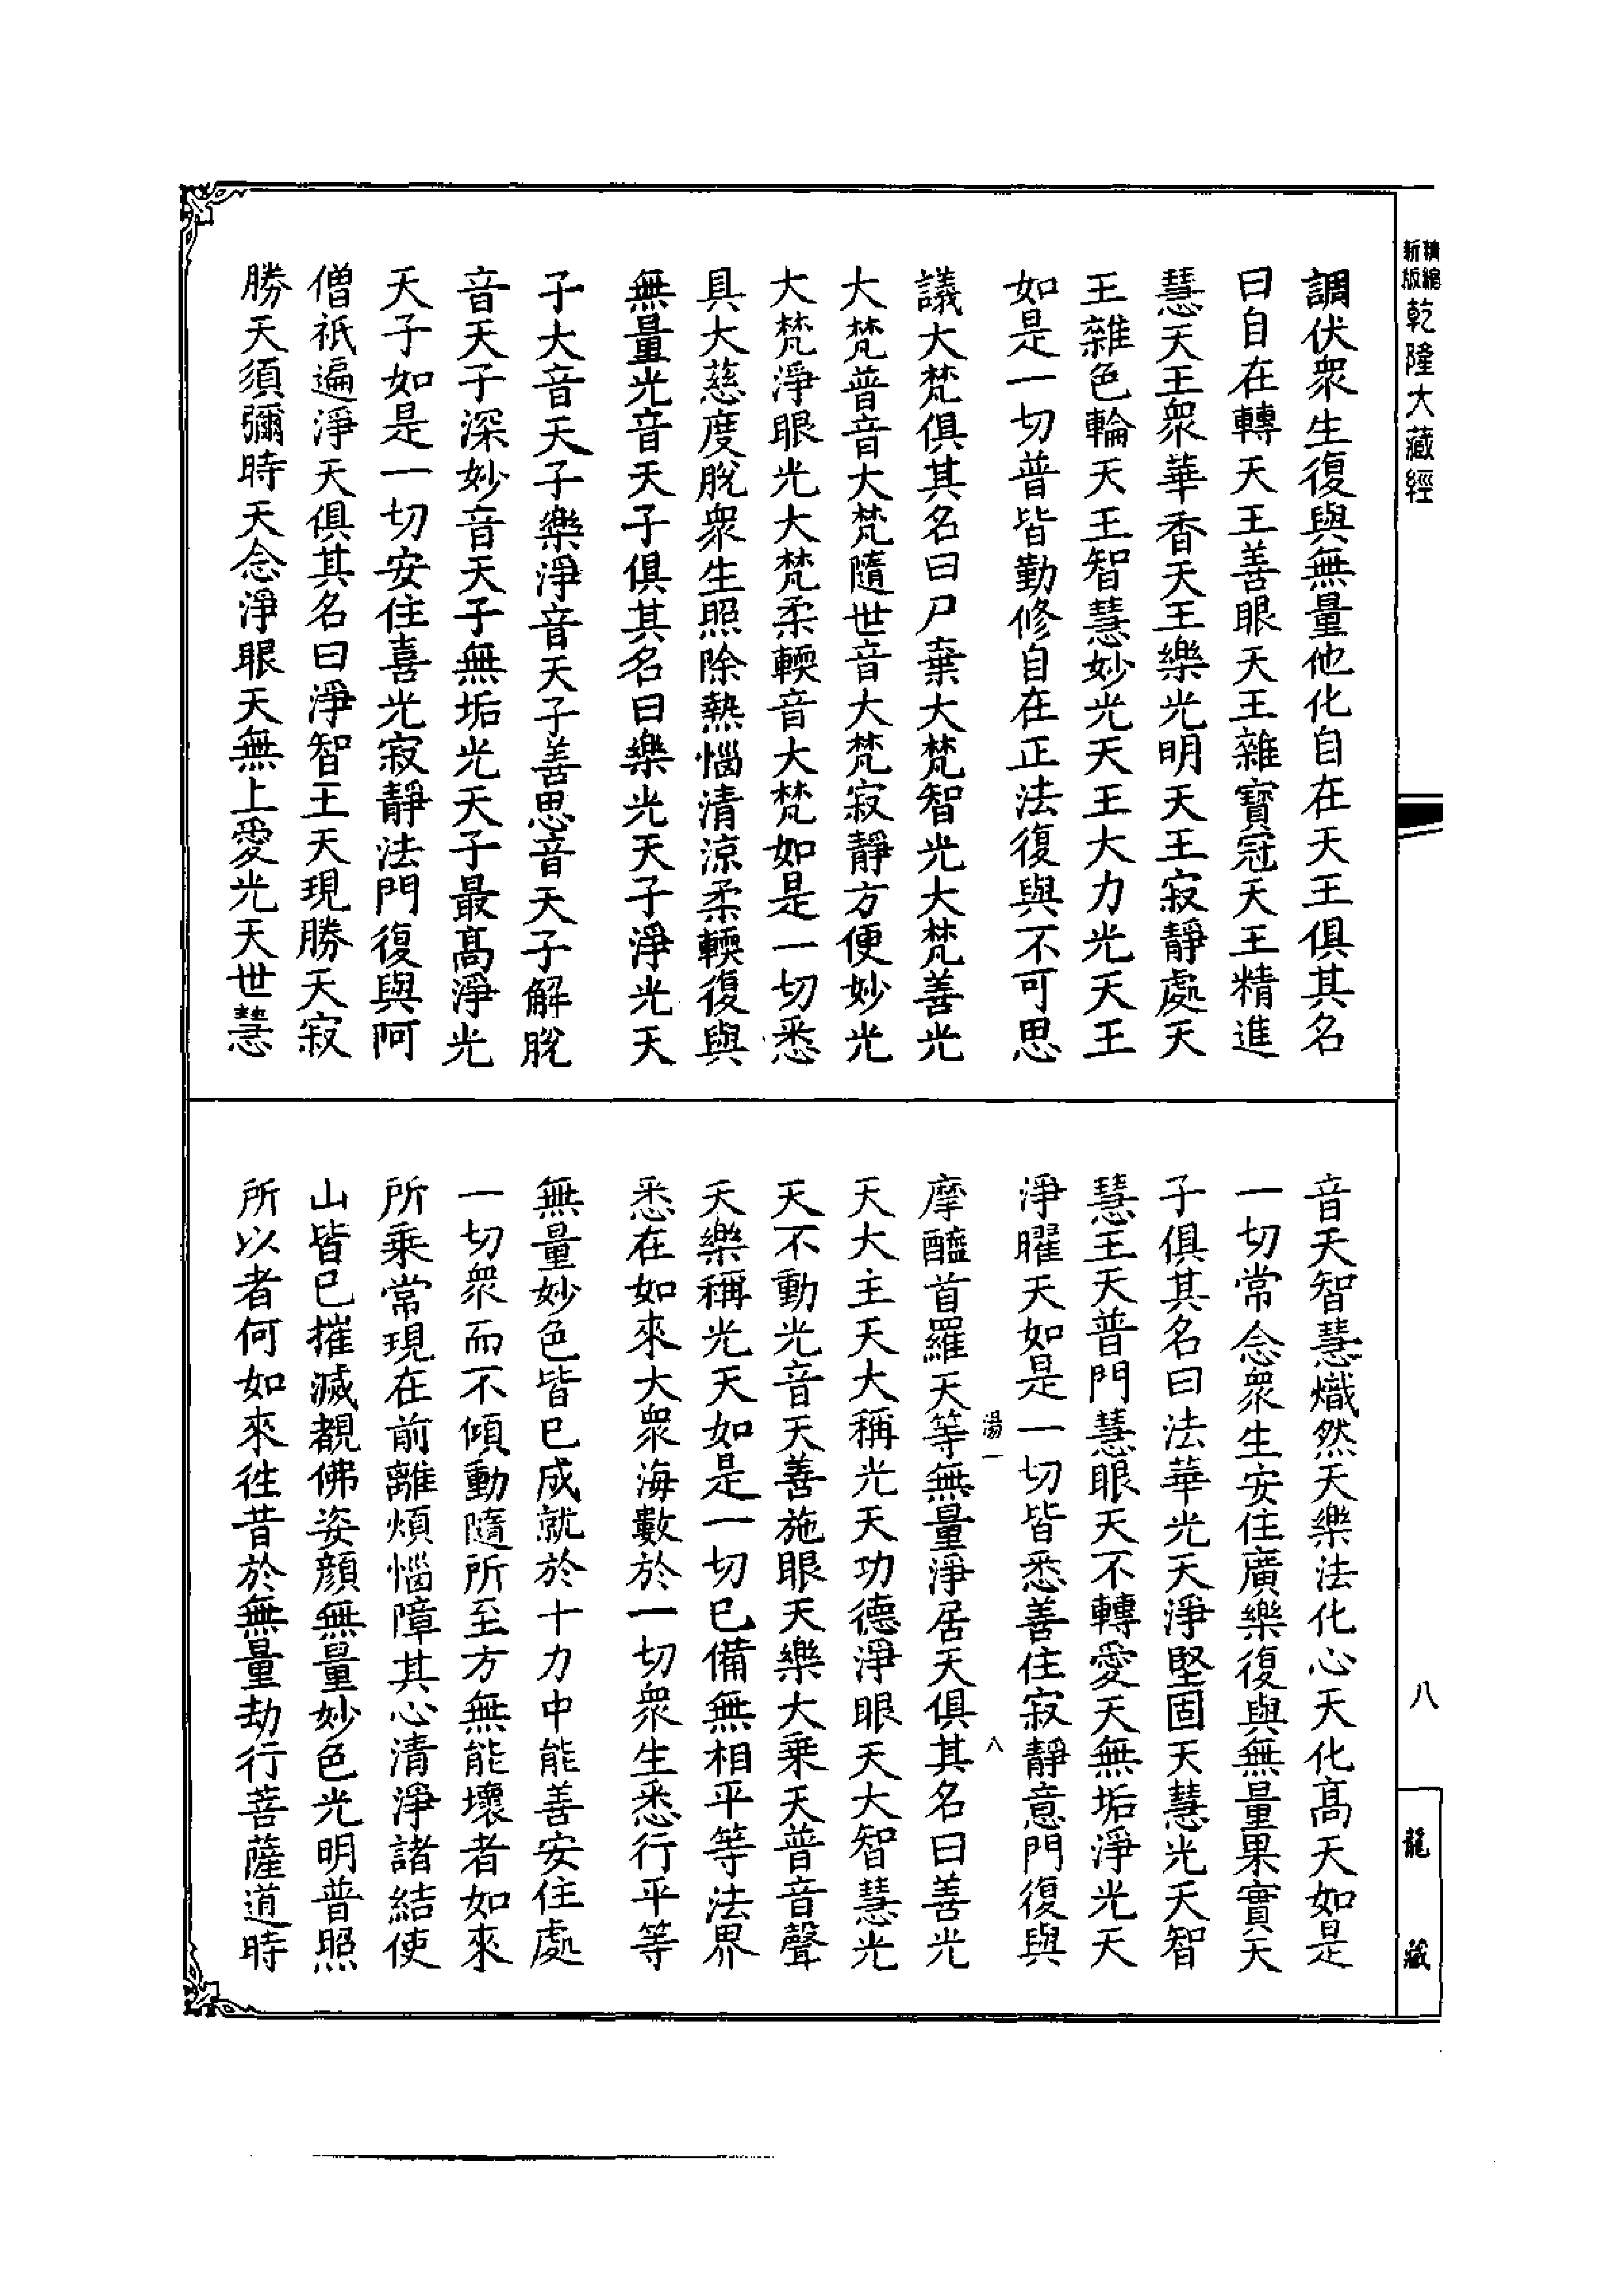 新版
精縮
乾隆大藏經
調伏衆生復與無量他化自在天王俱其名
曰自在轉天王善眼天王雜寳冠天王精進
慧天王衆華香天王樂光明天王寂靜處天
王雜色輪天王智慧妙光天王大力光天王
如是一切普皆勤修自在正法復與不可思
議大梵俱其名曰尸棄大梵智光大梵善光
大梵普音大梵隨世音大梵寂靜方便妙光
大梵淨眼光大梵柔輭音大梵如是一切悉
具大慈度脫衆生照除熱惱清涼柔輭復與
無量光音天子俱其名曰樂光天子淨光天
子大音天子樂淨音天子善思音天子解脫
音天子深妙音天子無垢光天子最髙淨光
天子如是一切安住喜光寂靜法門復與阿
僧祇遍淨天俱其名曰淨智王天現勝天寂
勝天須彌時天念淨眼天無上愛光天世慧
音天智慧熾然天樂法化心天化髙天如是
一切常念衆生安住廣樂復與無量果實天
子俱其名曰法華光天淨堅固天慧光天智
慧王天普門慧眼天不轉愛天無垢淨光天
淨曜天如是一切皆悉善住寂靜意門復與
湯一
八
摩醯首羅天等無量淨居天俱其名曰善光
天大主天大稱光天功德淨眼天大智慧光
天不動光音天善施眼天樂大乘天普音聲
天樂稱光天如是一切已備無相平等法界
悉在如來大衆海數於一切衆生悉行平等
無量妙色皆已成就於十力中能善安住處
一切衆而不傾動隨所至方無能壞者如來
所乘常現在前離煩惱障其心清淨諸結使
山皆已摧滅覩佛姿顏無量妙色光明普照
所以者何如來徃昔於無量劫行菩薩道時
八
龍藏